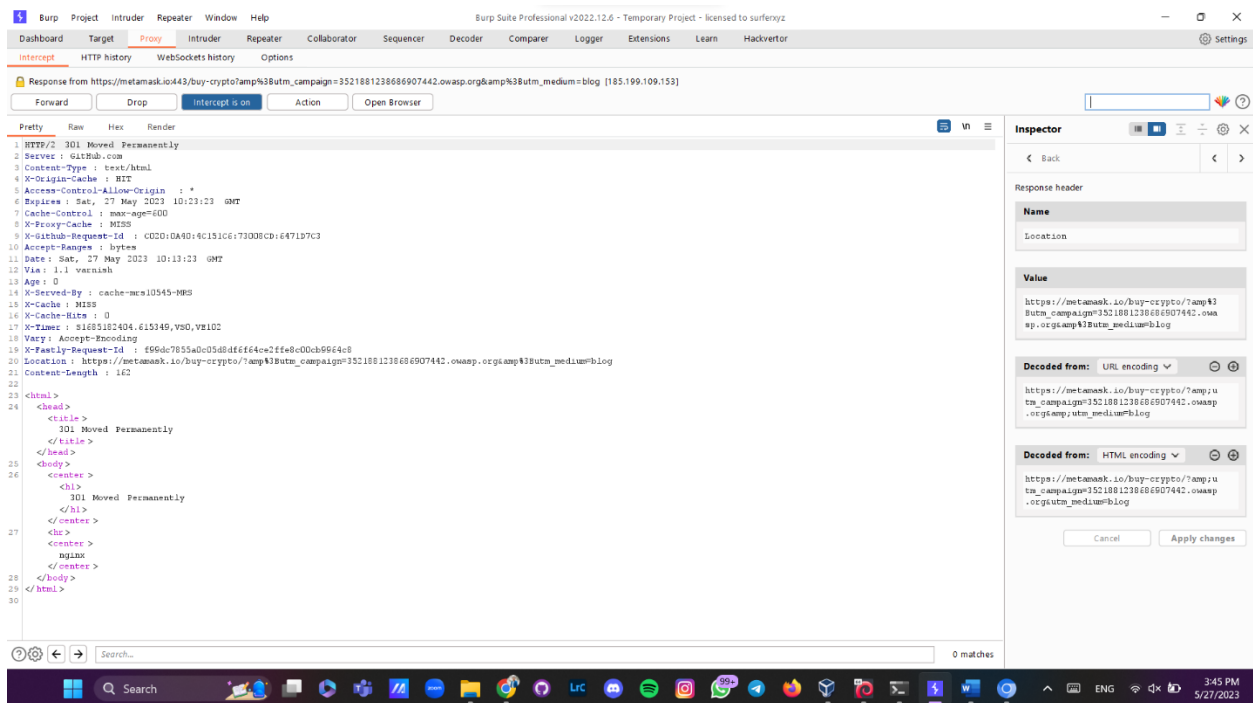 Burp Project Intruder Repeater Window Help Burp Suite Professional v2022.12.6 - Temporary Project - licensed to surferxyz
Dashboard Target Proxy Intruder Repeater Collaborator Sequencer Decoder Comparer Logger Extensions Learn Hackvertor Settings
Intercept HTTP history WebSockets history Options
Response from https://metamask.io:443/buy-crypto?amp%3Butm_campaign=3521881238686907442.owasp.org&amp%3Butm_medium=blog [185.199.109.153]
Forward Drop Intercept is on Action Open Browser
Pretty Raw Hex Render \n
1 HTTP/2 301 Moved Permanently
2 Server : GitHub.com
3 Content-Type : text/html
4 X-Origin-Cache : HIT
5 Access-Control-Allow-Origin : *
6 Expires : Sat, 27 May 2023 10:23:23 GMT
7 Cache-Control : max-age=600
8 X-Proxy-Cache : MISS
9 X-Github-Request-Id : C020:0A40:4C151C6:73008CD:6471D7C3
10 Accept-Ranges : bytes
11 Date : Sat, 27 May 2023 10:13:23 GMT
12 Via : 1.1 varnish
13 Age : 0
14 X-Served-By : cache-mrs10545-MRS
15 X-Cache : MISS
16 X-Cache-Hits : 0
17 X-Timer : S1685182404.615349,VS0,VE102
18 Vary : Accept-Encoding
19 X-Fastly-Request-Id : f99dc7855a0c05d8df6f64ce2ffe8c00cb9964c8
20 Location : https://metamask.io/buy-crypto/?amp%3Butm_campaign=3521881238686907442.owasp.org&amp%3Butm_medium=blog
21 Content-Length : 162
22
23 <html>
24 <head>
<title>
301 Moved Permanently
</title>
</head>
25 <body>
26 <center>
<h1>
301 Moved Permanently
</h1>
</center>
27 <hr>
<center>
nginx
</center>
28 </body>
29 </html>
30
Inspector
Back
Response header
Name
Location
Value
https://metamask.io/buy-crypto/?amp%3
Butm_campaign=3521881238686907442.owa
sp.org&amp%3Butm_medium=blog
Decoded from: URL encoding
https://metamask.io/buy-crypto/?amp;u
tm_campaign=3521881238686907442.owasp
.org&amp;utm_medium=blog
Decoded from: HTML encoding
https://metamask.io/buy-crypto/?amp;u
tm_campaign=3521881238686907442.owasp
.org&utm_medium=blog
Cancel Apply changes
Search... 0 matches
Search zoom LrC 99+ ENG 3:45 PM
5/27/2023